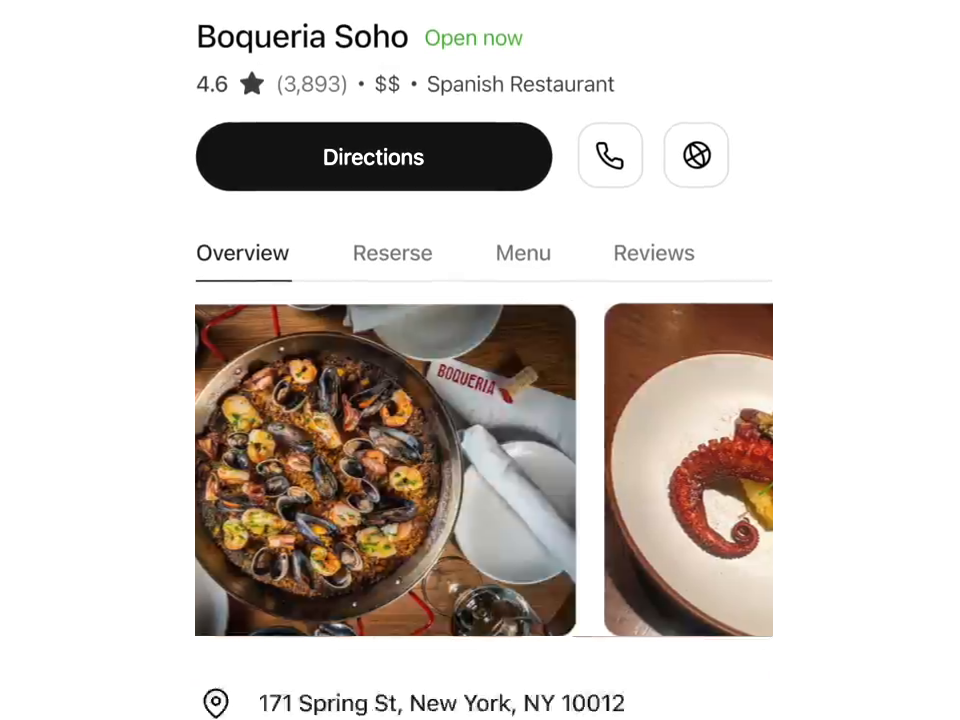 Boqueria Soho Open now
4.6 ★ (3,893) • $$ • Spanish Restaurant
Directions
Overview Reserse Menu Reviews
BOQUERIA
171 Spring St, New York, NY 10012